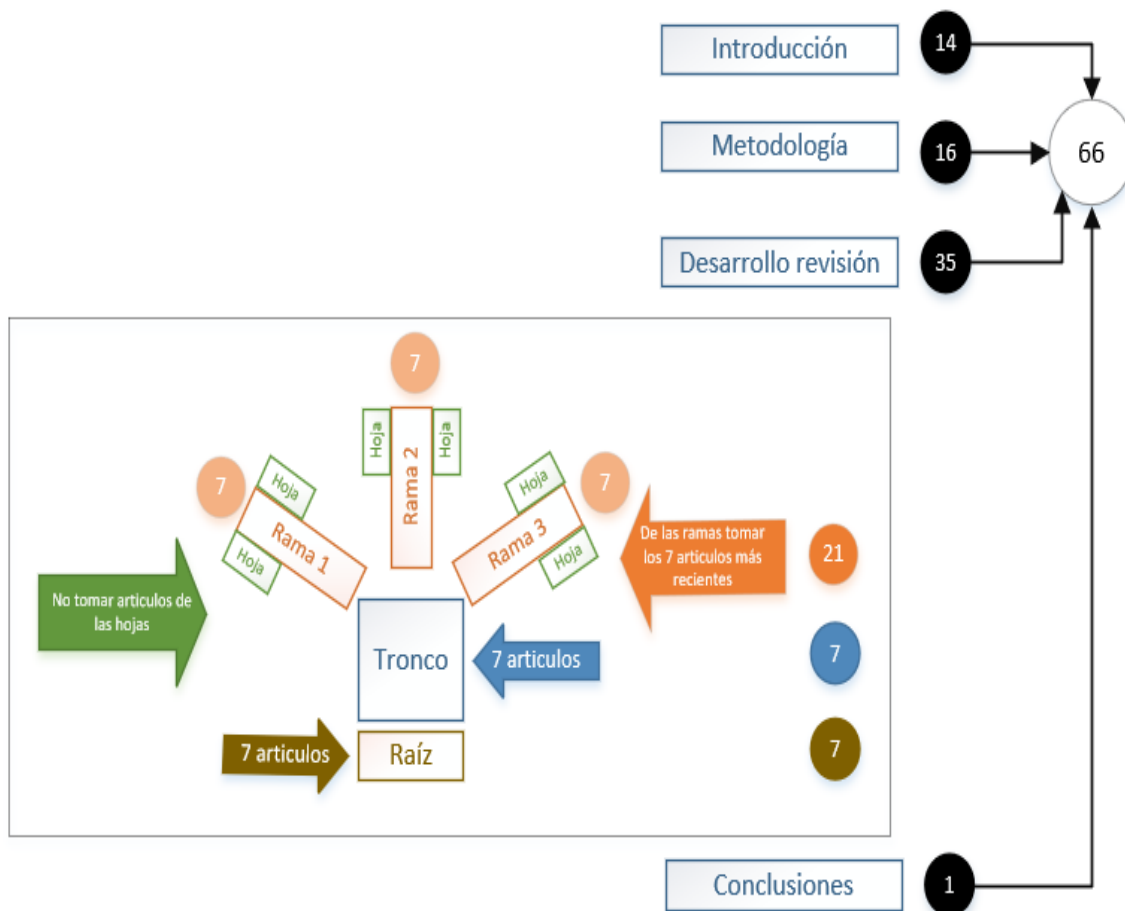 Introducción
14
Metodología
16
66
Desarrollo revisión
35
7
Hoja
Rama 2
Hoja
7
Hoja
Rama 1
Hoja
7
Hoja
Rama 3
Hoja
De las ramas tomar
los 7 articulos más
recientes
21
No tomar articulos de
las hojas
Tronco
7 articulos
7
7 articulos
Raíz
7
Conclusiones
1